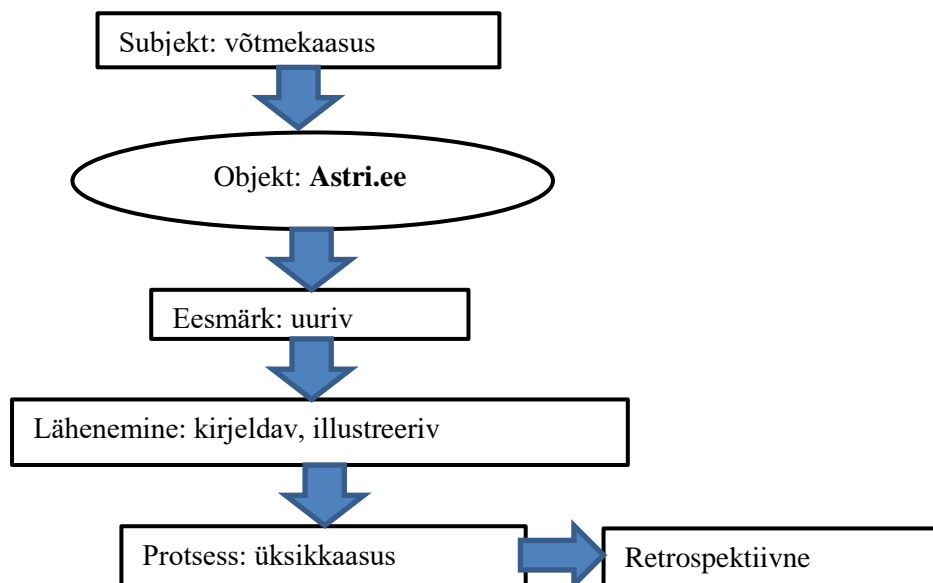 Subjekt: võtmekaasus
Objekt: Astri.ee
Eesmärk: uuriv
Lähenemine: kirjeldav, illustreeriv
Protsess: üksikkaasus
Retrospektiivne